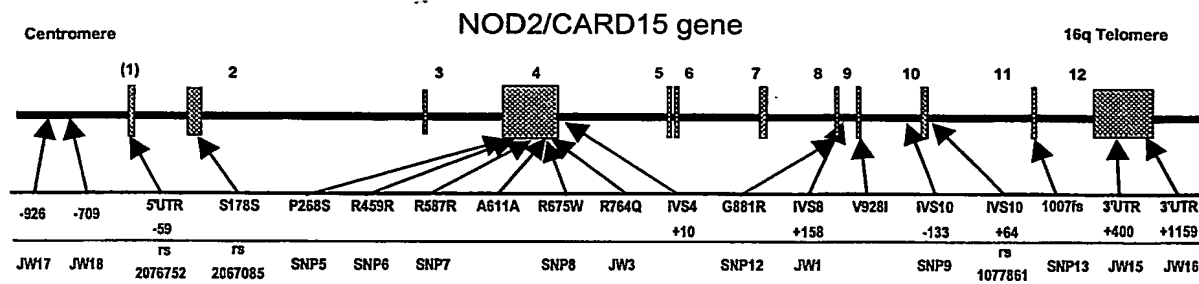 NOD2/CARD15 gene
Centromere
16q Telomere
(1) 2 3 4 5 6 7 8 9 10 11 12
-926 -709 5'UTR S178S P268S R459R R587R A611A R675W R764Q IVS4 G881R IVS8 V928I IVS10 IVS10 1007fs 3'UTR 3'UTR
-59 +10 +158 -133 +64 +400 +1159
JW17 JW18 rs rs SNP5 SNP6 SNP7 SNP8 JW3 SNP12 JW1 SNP9 rs SNP13 JW15 JW16
2076752 2067085 1077861